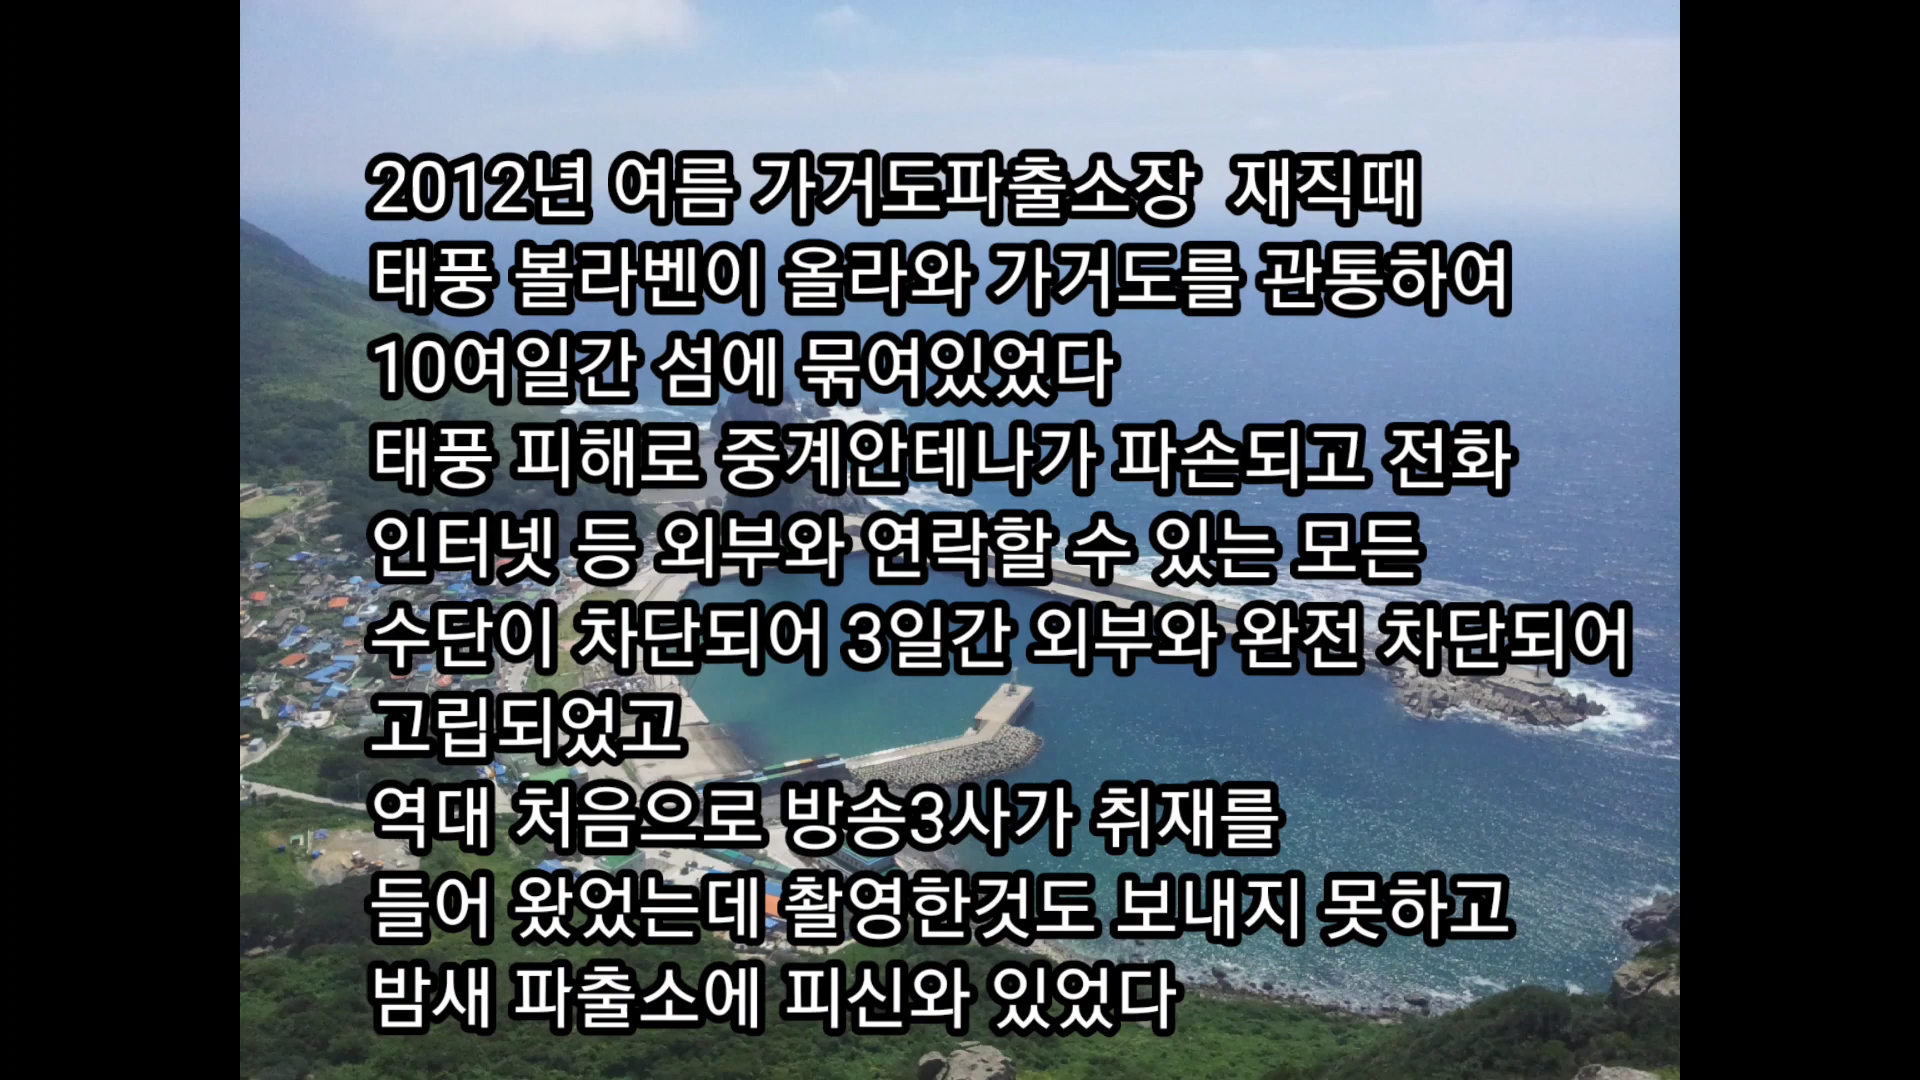 2012년 여름 가거도파출소장 재직때
태풍 볼라벤이 올라와 가거도를 관통하여
10여일간 섬에 묶여있었다
태풍 피해로 중계안테나가 파손되고 전화
인터넷 등 외부와 연락할 수 있는 모든
수단이 차단되어 3일간 외부와 완전 차단되어
고립되었고
역대 처음으로 방송3사가 취재를
들어 왔었는데 촬영한것도 보내지 못하고
밤새 파출소에 피신와 있었다